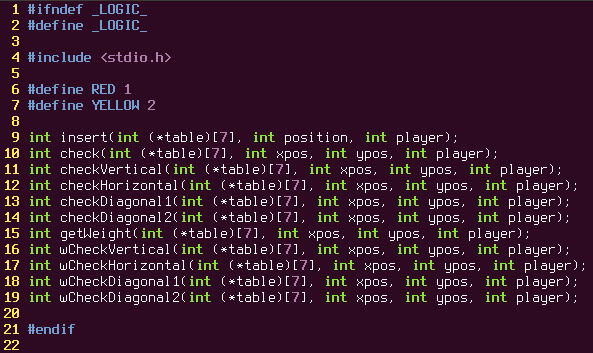 1 #ifndef _LOGIC_
2 #define _LOGIC_
3
4 #include <stdio.h>
5
6 #define RED 1
7 #define YELLOW 2
8
9 int insert(int (*table)[7], int position, int player);
10 int check(int (*table)[7], int xpos, int ypos, int player);
11 int checkVertical(int (*table)[7], int xpos, int ypos, int player);
12 int checkHorizontal(int (*table)[7], int xpos, int ypos, int player);
13 int checkDiagonal1(int (*table)[7], int xpos, int ypos, int player);
14 int checkDiagonal2(int (*table)[7], int xpos, int ypos, int player);
15 int getWeight(int (*table)[7], int xpos, int ypos, int player);
16 int wCheckVertical(int (*table)[7], int xpos, int ypos, int player);
17 int wCheckHorizontal(int (*table)[7], int xpos, int ypos, int player);
18 int wCheckDiagonal1(int (*table)[7], int xpos, int ypos, int player);
19 int wCheckDiagonal2(int (*table)[7], int xpos, int ypos, int player);
20
21 #endif
22